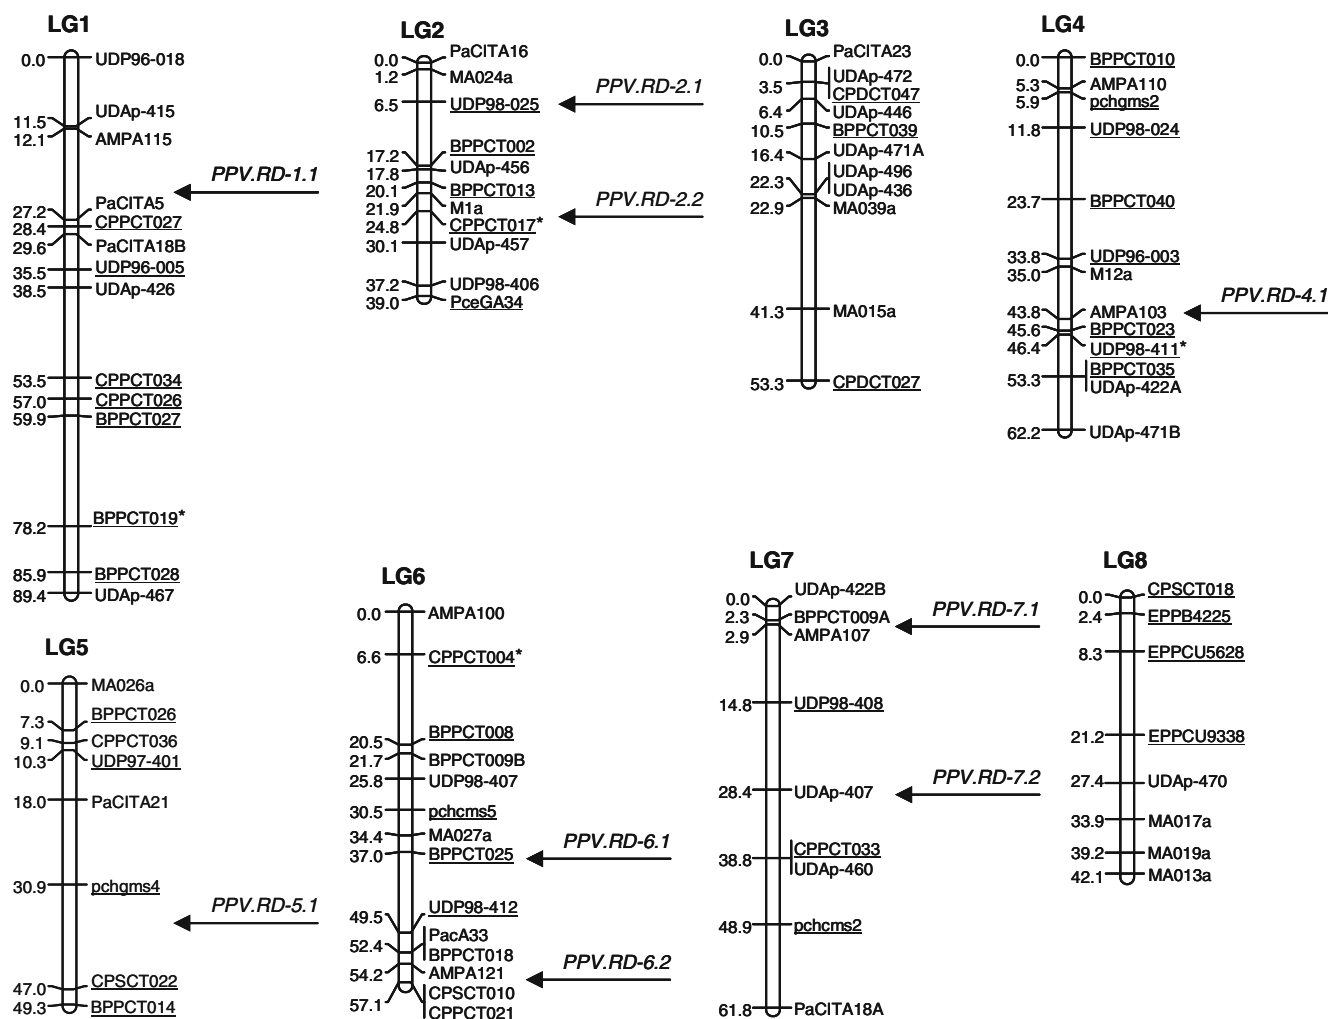 LG1
0.0 UDP96-018
11.5 UDAp-415
12.1 AMPA115
PPV.RD-1.1
27.2 PaCITA5
28.4 CPPCT027
29.6 PaCITA18B
35.5 UDP96-005
38.5 UDAp-426
53.5 CPPCT034
57.0 CPPCT026
59.9 BPPCT027
78.2 BPPCT019*
85.9 BPPCT028
89.4 UDAp-467
LG2
0.0 PaCITA16
1.2 MA024a
6.5 UDP98-025
PPV.RD-2.1
17.2 BPPCT002
17.8 UDAp-456
20.1 BPPCT013
21.9 M1a
24.8 CPPCT017*
PPV.RD-2.2
30.1 UDAp-457
37.2 UDP98-406
39.0 PceGA34
LG3
0.0 PaCITA23
3.5 UDAp-472
CPDCT047
6.4 UDAp-446
10.5 BPPCT039
16.4 UDAp-471A
22.3 UDAp-496
UDAp-436
22.9 MA039a
41.3 MA015a
53.3 CPDCT027
LG4
0.0 BPPCT010
5.3 AMPA110
5.9 pchgms2
11.8 UDP98-024
23.7 BPPCT040
33.8 UDP96-003
35.0 M12a
43.8 AMPA103
PPV.RD-4.1
45.6 BPPCT023
46.4 UDP98-411*
53.3 BPPCT035
UDAp-422A
62.2 UDAp-471B
LG5
0.0 MA026a
7.3 BPPCT026
9.1 CPPCT036
10.3 UDP97-401
18.0 PaCITA21
30.9 pchgms4
PPV.RD-5.1
47.0 CPSCT022
49.3 BPPCT014
LG6
0.0 AMPA100
6.6 CPPCT004*
20.5 BPPCT008
21.7 BPPCT009B
25.8 UDP98-407
30.5 pchcms5
34.4 MA027a
37.0 BPPCT025
PPV.RD-6.1
49.5 UDP98-412
52.4 PacA33
BPPCT018
54.2 AMPA121
PPV.RD-6.2
57.1 CPSCT010
CPPCT021
LG7
0.0 UDAp-422B
2.3 BPPCT009A
2.9 AMPA107
PPV.RD-7.1
14.8 UDP98-408
28.4 UDAp-407
PPV.RD-7.2
38.8 CPPCT033
UDAp-460
48.9 pchcms2
61.8 PaCITA18A
LG8
0.0 CPSCT018
2.4 EPPB4225
8.3 EPPCU5628
21.2 EPPCU9338
27.4 UDAp-470
33.9 MA017a
39.2 MA019a
42.1 MA013a